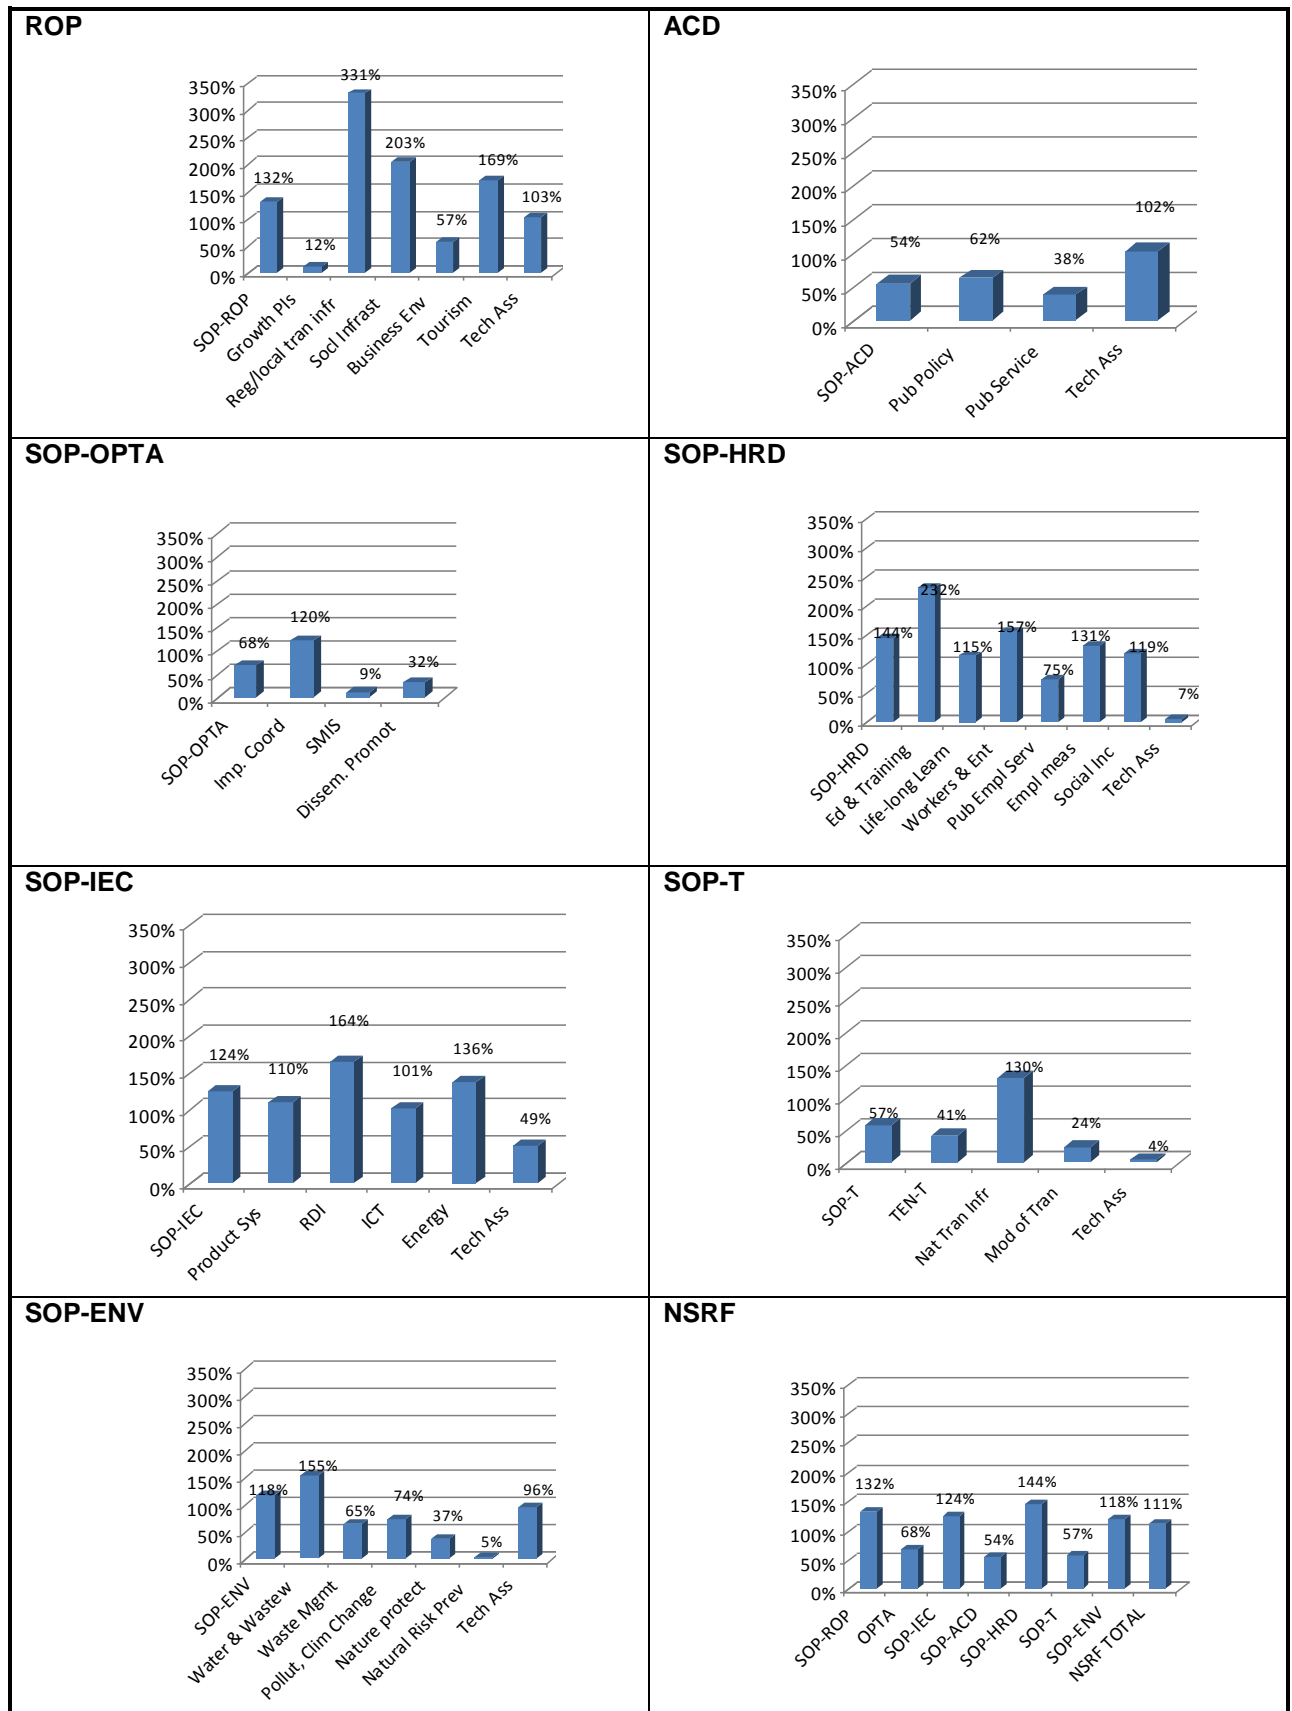 ROP
331%
350%
300%
203%
250%
169%
200%
132%
150%
103%
100%
57%
12%
50%
0%
SOP-ROP
Growth Pls
Reg/local tran infr
Socl Infrast
Business Env
Tourism
Tech Ass
ACD
350%
300%
250%
200%
150%
102%
100%
54%
62%
38%
50%
0%
SOP-ACD
Pub Policy
Pub Service
Tech Ass
SOP-OPTA
350%
300%
250%
200%
150%
120%
100%
68%
32%
50%
9%
0%
SOP-OPTA
Imp. Coord
SMIS
Dissem. Promot
SOP-HRD
350%
300%
250%
232%
200%
157%
150%
144%
131%
119%
115%
100%
75%
50%
7%
0%
SOP-HRD
Ed & Training
Life-long Learn
Workers & Ent
Pub Empl Serv
Empl meas
Social Inc
Tech Ass
SOP-IEC
350%
300%
250%
200%
164%
150%
124%
110%
101%
136%
100%
49%
50%
0%
SOP-IEC
Product Sys
RDI
ICT
Energy
Tech Ass
SOP-T
350%
300%
250%
200%
150%
130%
100%
57%
41%
24%
50%
4%
0%
SOP-T
TEN-T
Nat Tran Infr
Mod of Tran
Tech Ass
SOP-ENV
350%
300%
250%
200%
155%
150%
118%
96%
100%
65%
74%
37%
50%
5%
0%
SOP-ENV
Water & Wastew
Waste Mgmt
Pollut, Clim Change
Nature protect
Natural Risk Prev
Tech Ass
NSRF
350%
300%
250%
200%
144%
150%
132%
124%
118%
111%
100%
68%
54%
57%
50%
0%
SOP-ROP
OPTA
SOP-IEC
SOP-ACD
SOP-HRD
SOP-T
SOP-ENV
NSRF TOTAL